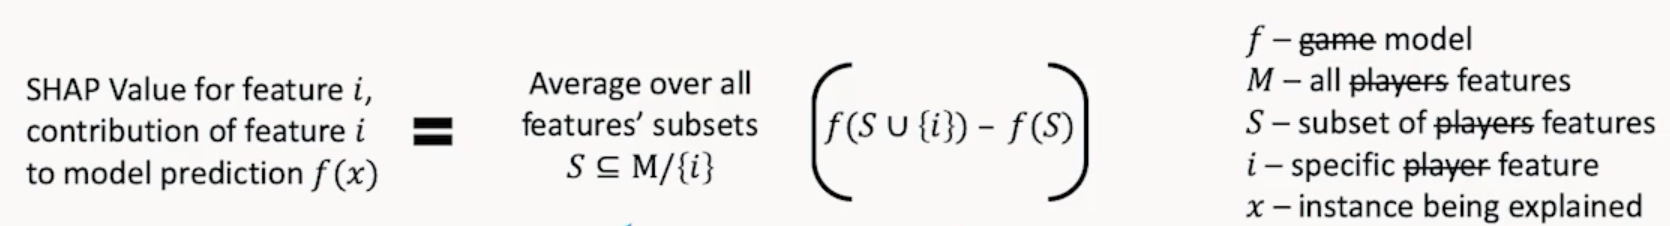 SHAP Value for feature i,
contribution of feature i
to model prediction f(x)
=
Average over all
features’ subsets
S ⊆ M/{i}
(f(S ∪ {i}) – f(S))
f – game model
M – all players features
S – subset of players features
i – specific player feature
x – instance being explained